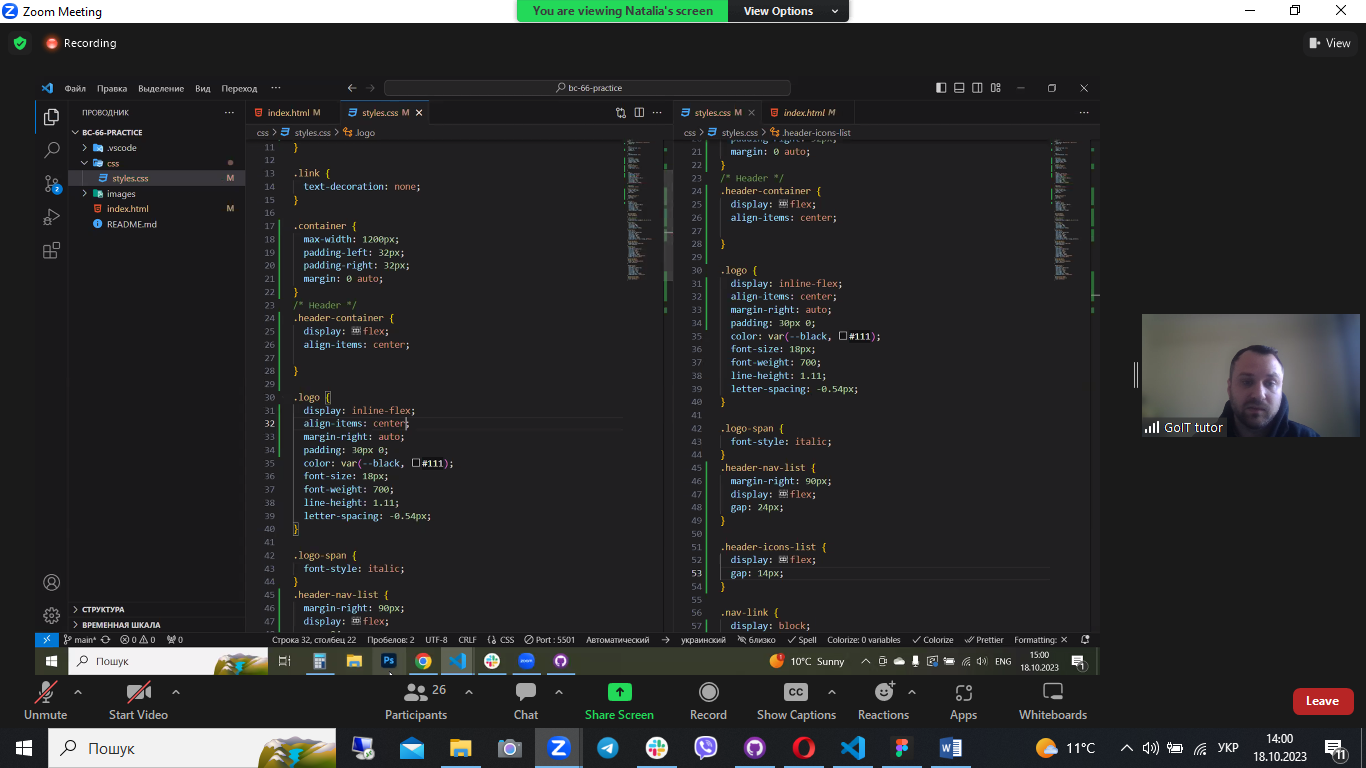 Zoom Meeting
You are viewing Natalia's screen
View Options
Recording
View
Файл Правка Выделение Вид Переход ···
bc-66-practice
ПРОВОДНИК ···
BC-66-PRACTICE
.vscode
css
styles.css M
images
index.html M
README.md
СТРУКТУРА
ВРЕМЕННАЯ ШКАЛА
index.html M
styles.css M
css > styles.css > .logo
11 }
12
13 .link {
14 text-decoration: none;
15 }
16
17 .container {
18 max-width: 1200px;
19 padding-left: 32px;
20 padding-right: 32px;
21 margin: 0 auto;
22 }
23 /* Header */
24 .header-container {
25 display: flex;
26 align-items: center;
27
28 }
29
30 .logo {
31 display: inline-flex;
32 align-items: center;
33 margin-right: auto;
34 padding: 30px 0;
35 color: var(--black, #111);
36 font-size: 18px;
37 font-weight: 700;
38 line-height: 1.11;
39 letter-spacing: -0.54px;
40 }
41
42 .logo-span {
43 font-style: italic;
44 }
45 .header-nav-list {
46 margin-right: 90px;
47 display: flex;
styles.css M
index.html M
css > styles.css > .header-icons-list
21 margin: 0 auto;
22 }
23 /* Header */
24 .header-container {
25 display: flex;
26 align-items: center;
27
28 }
29
30 .logo {
31 display: inline-flex;
32 align-items: center;
33 margin-right: auto;
34 padding: 30px 0;
35 color: var(--black, #111);
36 font-size: 18px;
37 font-weight: 700;
38 line-height: 1.11;
39 letter-spacing: -0.54px;
40 }
41
42 .logo-span {
43 font-style: italic;
44 }
45 .header-nav-list {
46 margin-right: 90px;
47 display: flex;
48 gap: 24px;
49 }
50
51 .header-icons-list {
52 display: flex;
53 gap: 14px;
54 }
55
56 .nav-link {
57 display: block;
GoIT tutor
main* 0 0 0 Строка 32, столбец 22 Пробелов: 2 UTF-8 CRLF CSS Port : 5501 Автоматический украинский близко Spell Colorize: 0 variables Colorize Prettier Formatting: ✕
Пошук
10°C Sunny
ENG
15:00
18.10.2023
Unmute
Start Video
26
Participants
Chat
Share Screen
Record
CC
Show Captions
Reactions
Apps
Whiteboards
Leave
Пошук
11°C
УКР
14:00
18.10.2023
11